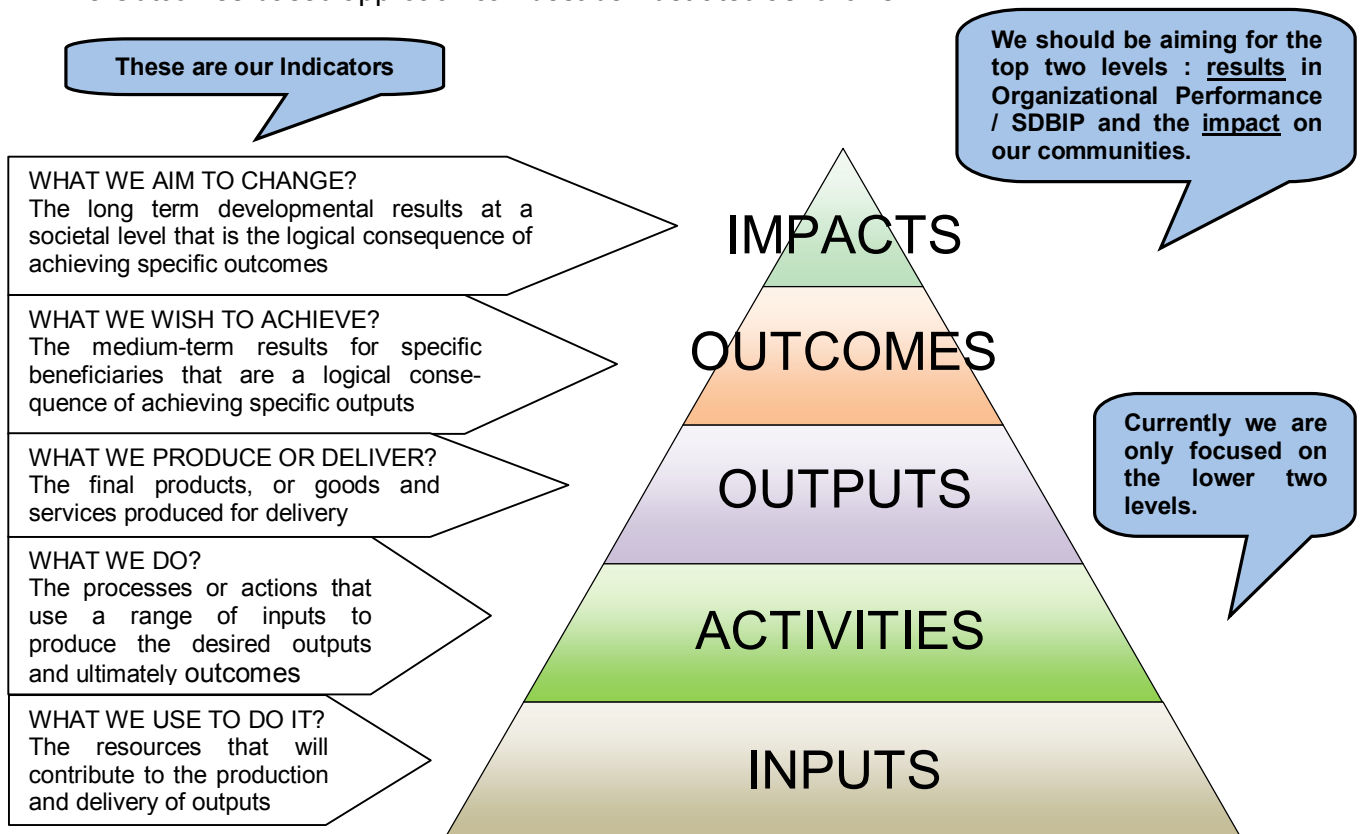 These are our Indicators
We should be aiming for the
top two levels : results in
Organizational Performance
/ SDBIP and the impact on
our communities.
WHAT WE AIM TO CHANGE?
The long term developmental results at a
societal level that is the logical consequence of
achieving specific outcomes
IMPACTS
WHAT WE WISH TO ACHIEVE?
The medium-term results for specific
beneficiaries that are a logical conse-
quence of achieving specific outputs
OUTCOMES
Currently we are
only focused on
the lower two
levels.
WHAT WE PRODUCE OR DELIVER?
The final products, or goods and
services produced for delivery
OUTPUTS
WHAT WE DO?
The processes or actions that
use a range of inputs to
produce the desired outputs
and ultimately outcomes
ACTIVITIES
WHAT WE USE TO DO IT?
The resources that will
contribute to the production
and delivery of outputs
INPUTS